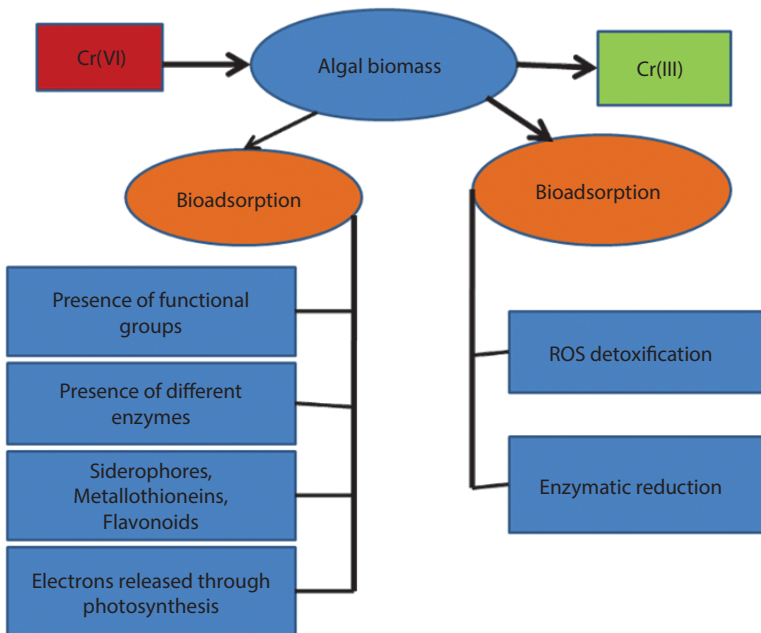 Cr(VI)
Algal biomass
Cr(III)
Bioadsorption
Bioadsorption
Presence of functional
groups
Presence of different
enzymes
Siderophores,
Metallothioneins,
Flavonoids
Electrons released through
photosynthesis
ROS detoxification
Enzymatic reduction